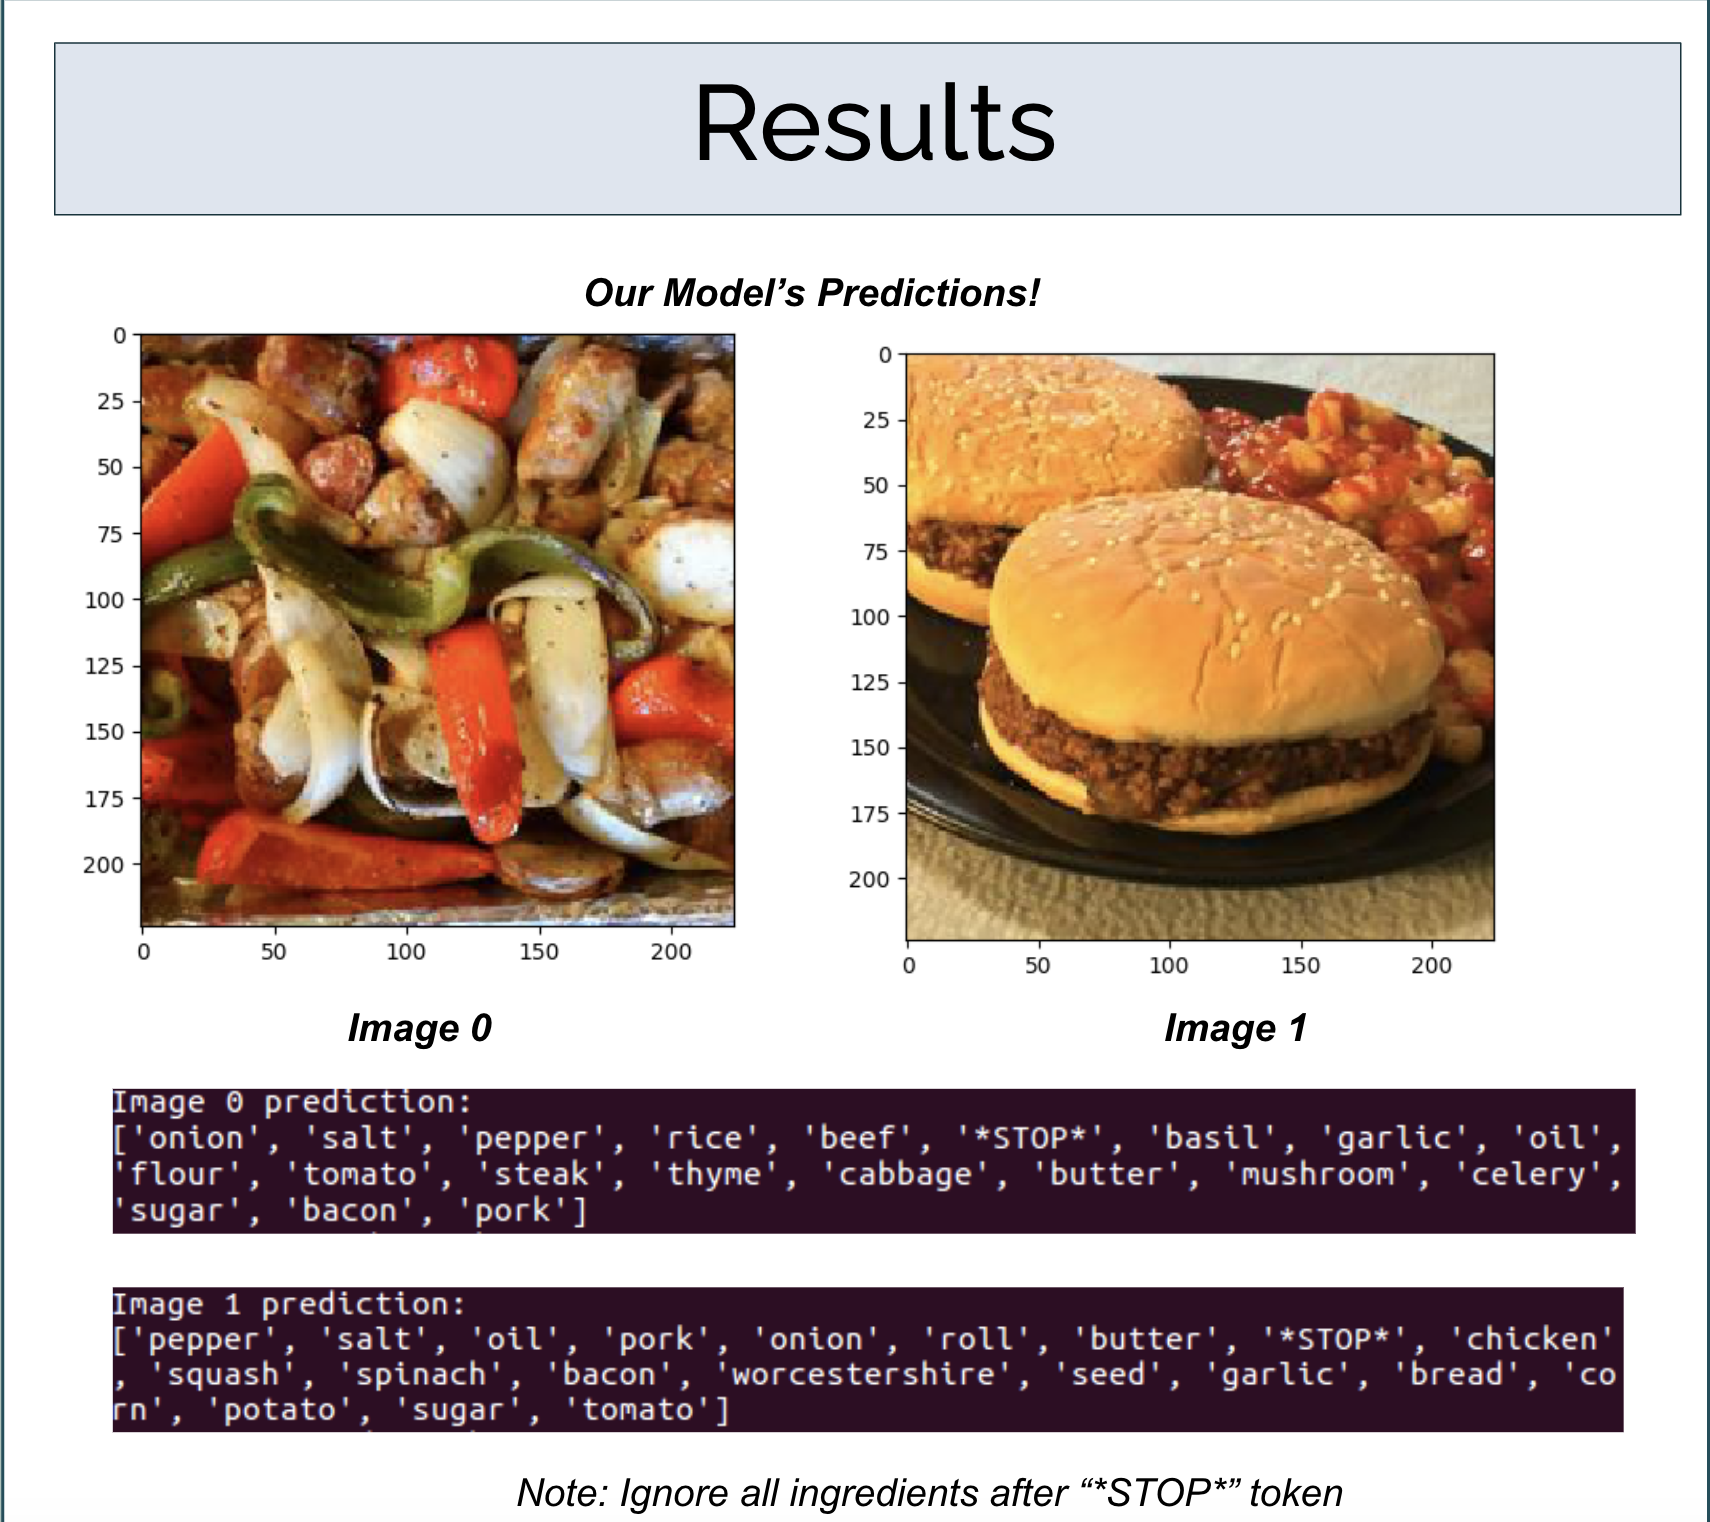 Results
Our Model’s Predictions!
0
25
50
75
100
125
150
175
200
0 50 100 150 200
0
25
50
75
100
125
150
175
200
0 50 100 150 200
Image 0
Image 1
Image 0 prediction:
['onion', 'salt', 'pepper', 'rice', 'beef', '*STOP*', 'basil', 'garlic', 'oil',
'flour', 'tomato', 'steak', 'thyme', 'cabbage', 'butter', 'mushroom', 'celery',
'sugar', 'bacon', 'pork']
Image 1 prediction:
['pepper', 'salt', 'oil', 'pork', 'onion', 'roll', 'butter', '*STOP*', 'chicken'
, 'squash', 'spinach', 'bacon', 'worcestershire', 'seed', 'garlic', 'bread', 'co
rn', 'potato', 'sugar', 'tomato']
Note: Ignore all ingredients after “*STOP*” token